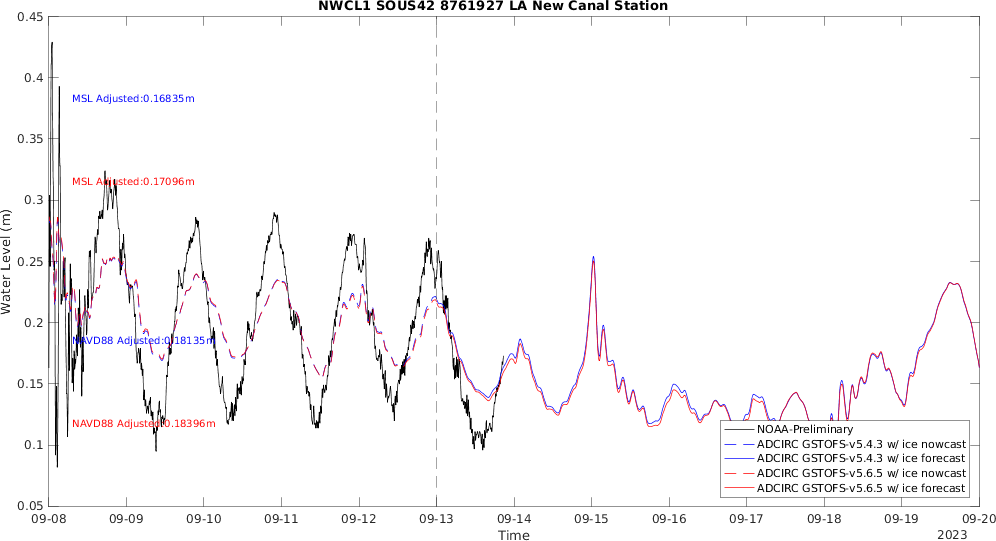 NWCL1 SOUS42 8761927 LA New Canal Station
Water Level (m)
0.45
0.4
0.35
0.3
0.25
0.2
0.15
0.1
0.05
MSL Adjusted:0.16835m
MSL Adjusted:0.17096m
NAVD88 Adjusted:0.18135m
NAVD88 Adjusted:0.18396m
NOAA-Preliminary
ADCIRC GSTOFS-v5.4.3 w/ ice nowcast
ADCIRC GSTOFS-v5.4.3 w/ ice forecast
ADCIRC GSTOFS-v5.6.5 w/ ice nowcast
ADCIRC GSTOFS-v5.6.5 w/ ice forecast
09-08 09-09 09-10 09-11 09-12 09-13 09-14 09-15 09-16 09-17 09-18 09-19 09-20
Time
2023